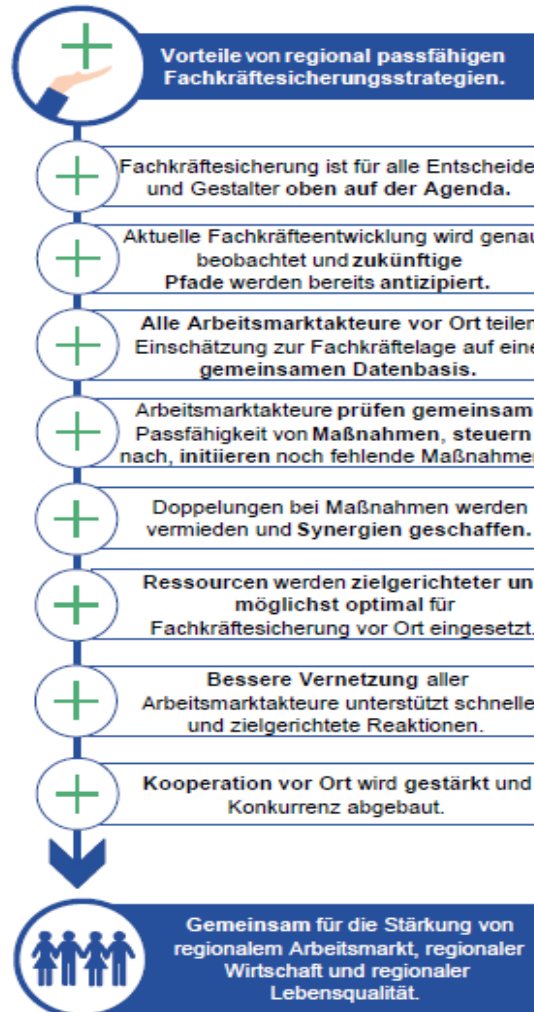 Vorteile von regional passfähigen
Fachkräftesicherungsstrategien.
Fachkräftesicherung ist für alle Entscheide
und Gestalter oben auf der Agenda.
Aktuelle Fachkräfteentwicklung wird genau
beobachtet und zukünftige
Pfade werden bereits antizipiert.
Alle Arbeitsmarktakteure vor Ort teilen
Einschätzung zur Fachkräftelage auf eine
gemeinsamen Datenbasis.
Arbeitsmarktakteure prüfen gemeinsam
Passfähigkeit von Maßnahmen, steuern
nach, initiieren noch fehlende Maßnahmen
Doppelungen bei Maßnahmen werden
vermieden und Synergien geschaffen.
Ressourcen werden zielgerichteter un
möglichst optimal für
Fachkräftesicherung vor Ort eingesetzt.
Bessere Vernetzung aller
Arbeitsmarktakteure unterstützt schnelle
und zielgerichtete Reaktionen.
Kooperation vor Ort wird gestärkt und
Konkurrenz abgebaut.
Gemeinsam für die Stärkung von
regionalem Arbeitsmarkt, regionaler
Wirtschaft und regionaler
Lebensqualität.